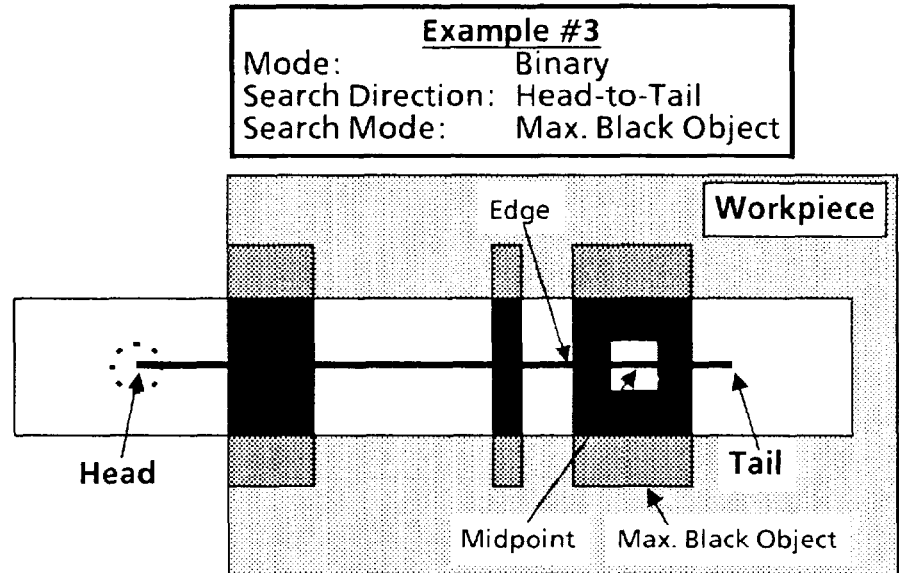 Example #3
Mode: Binary
Search Direction: Head-to-Tail
Search Mode: Max. Black Object
Workpiece
Edge
Head
Tail
Midpoint
Max. Black Object